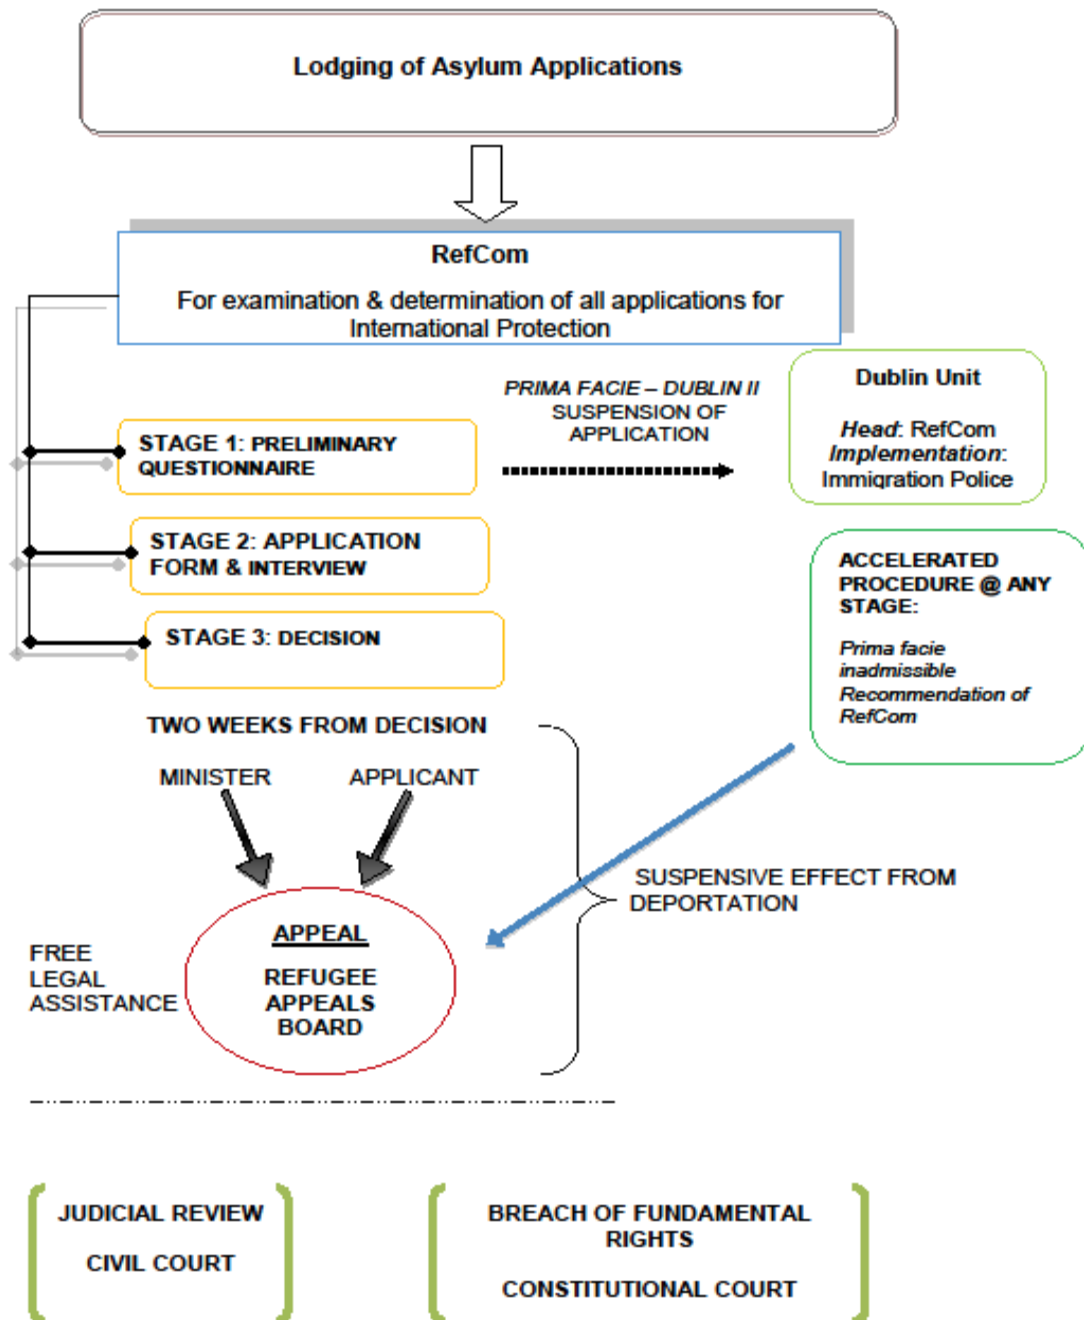 Lodging of Asylum Applications
RefCom
For examination & determination of all applications for
International Protection
PRIMA FACIE – DUBLIN II
SUSPENSION OF
APPLICATION
Dublin Unit
Head: RefCom
Implementation:
Immigration Police
STAGE 1: PRELIMINARY
QUESTIONNAIRE
STAGE 2: APPLICATION
FORM & INTERVIEW
STAGE 3: DECISION
ACCELERATED
PROCEDURE @ ANY
STAGE:
Prima facie
inadmissible
Recommendation of
RefCom
TWO WEEKS FROM DECISION
MINISTER
APPLICANT
SUSPENSIVE EFFECT FROM
DEPORTATION
FREE
LEGAL
ASSISTANCE
APPEAL
REFUGEE
APPEALS
BOARD
JUDICIAL REVIEW
CIVIL COURT
BREACH OF FUNDAMENTAL
RIGHTS
CONSTITUTIONAL COURT